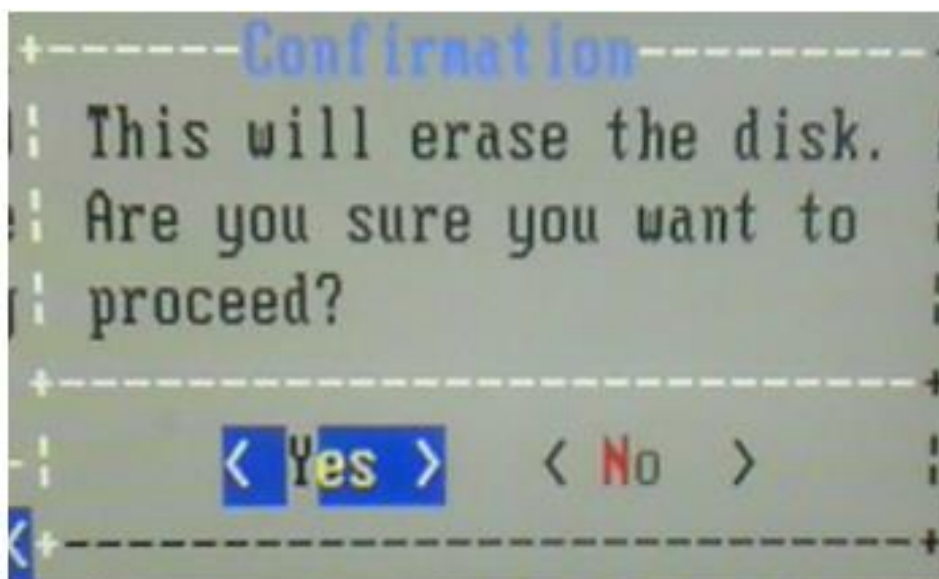 Confirmation
This will erase the disk.
Are you sure you want to
proceed?
< Yes > < No >